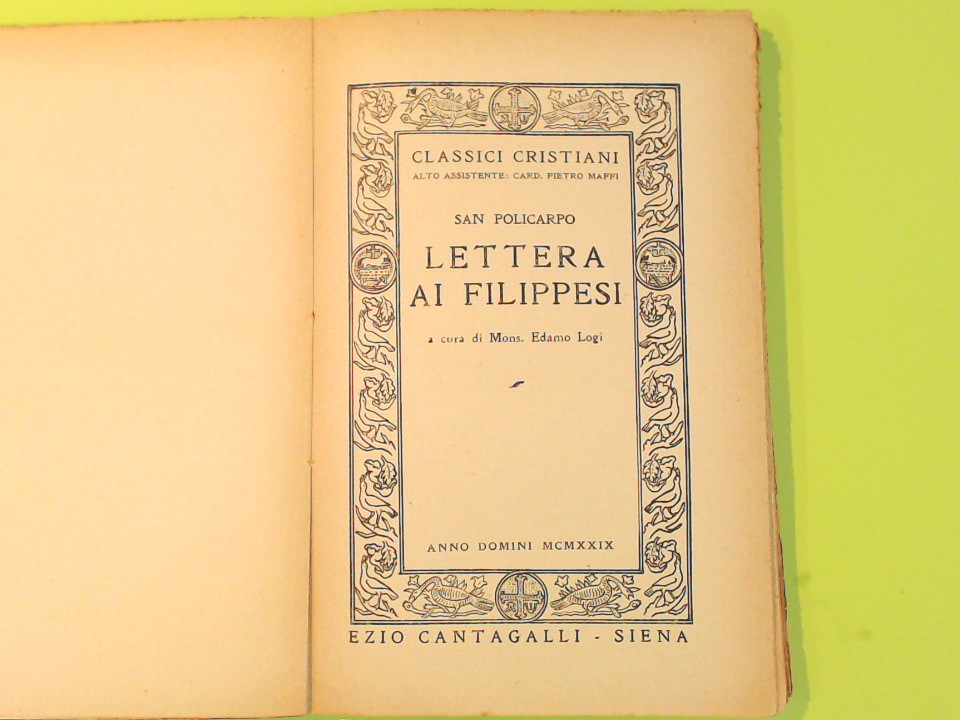 CLASSICI CRISTIANI
ALTO ASSISTENTE: CARD. PIETRO MAFFI
SAN POLICARPO
LETTERA
AI FILIPPESI
a cura di Mons. Edamo Logi
ANNO DOMINI MCMXXIX
EZIO CANTAGALLI - SIENA